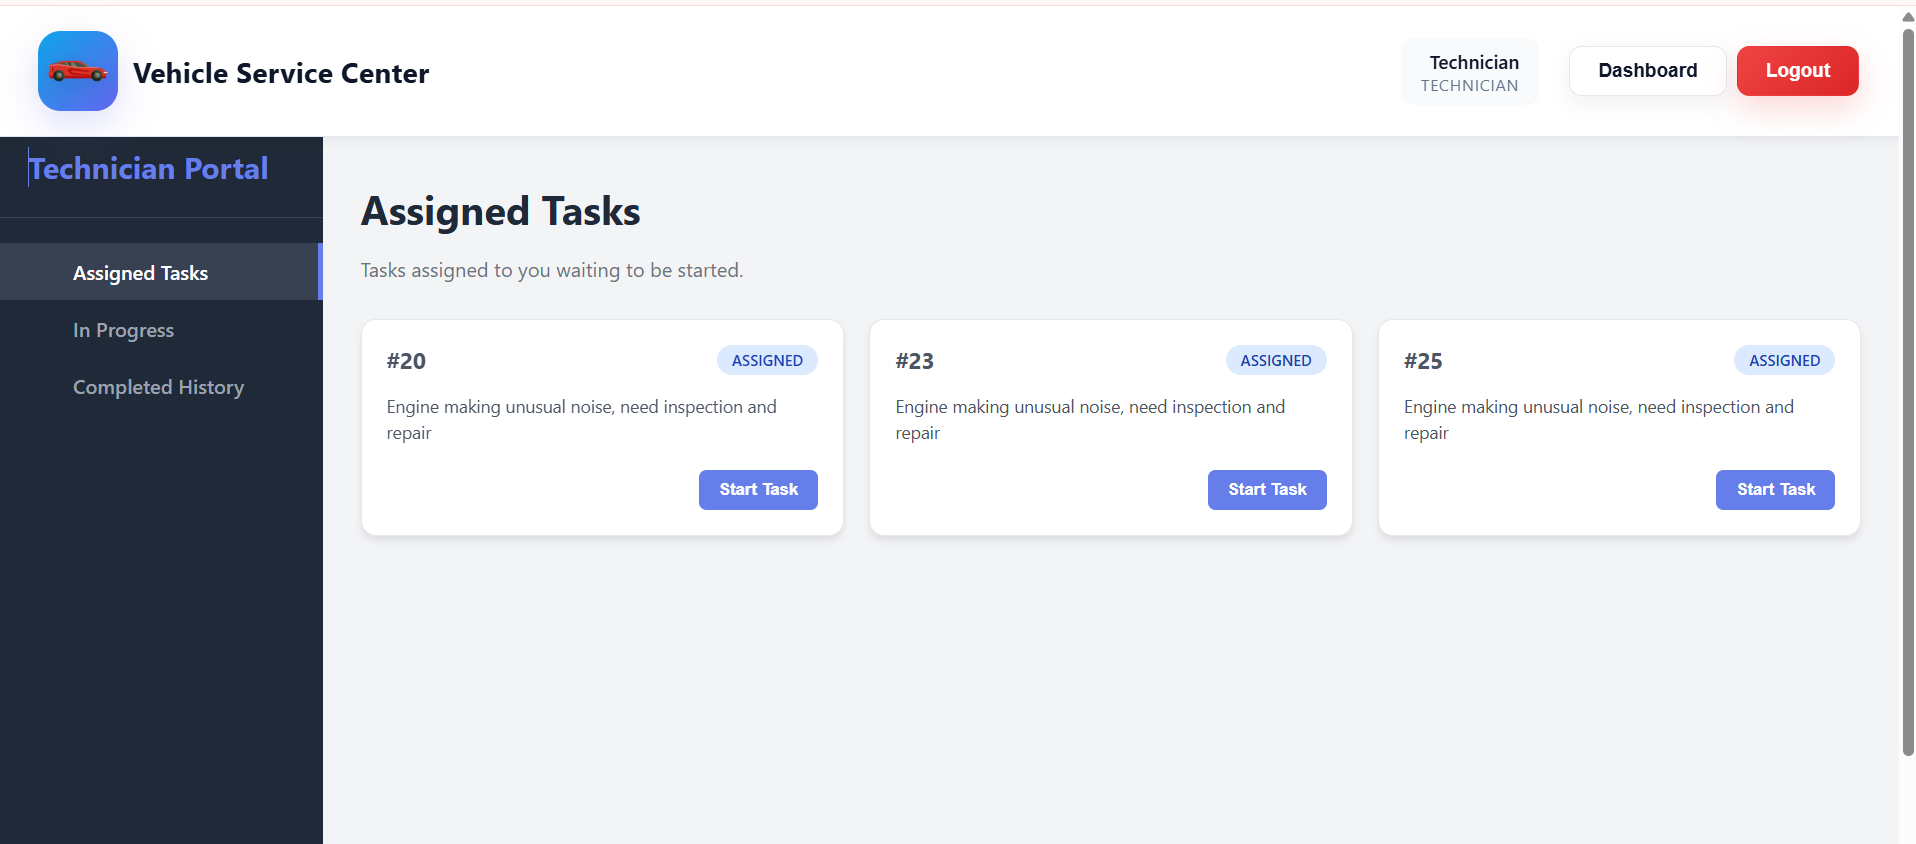 Vehicle Service Center
Technician
TECHNICIAN
Dashboard
Logout
Technician Portal
Assigned Tasks
In Progress
Completed History
Assigned Tasks
Tasks assigned to you waiting to be started.
#20
ASSIGNED
Engine making unusual noise, need inspection and
repair
Start Task
#23
ASSIGNED
Engine making unusual noise, need inspection and
repair
Start Task
#25
ASSIGNED
Engine making unusual noise, need inspection and
repair
Start Task